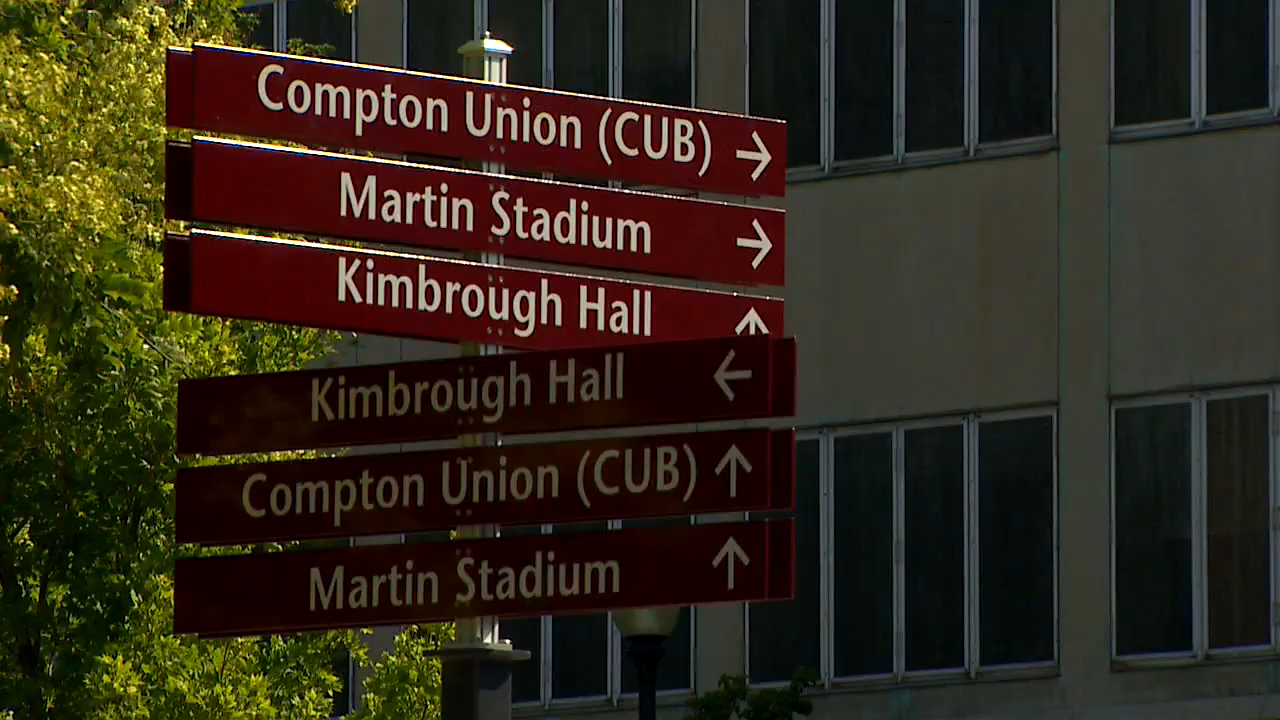 Compton Union (CUB) →
Martin Stadium →
Kimbrough Hall ↑
Kimbrough Hall ←
Compton Union (CUB) ↑
Martin Stadium ↑